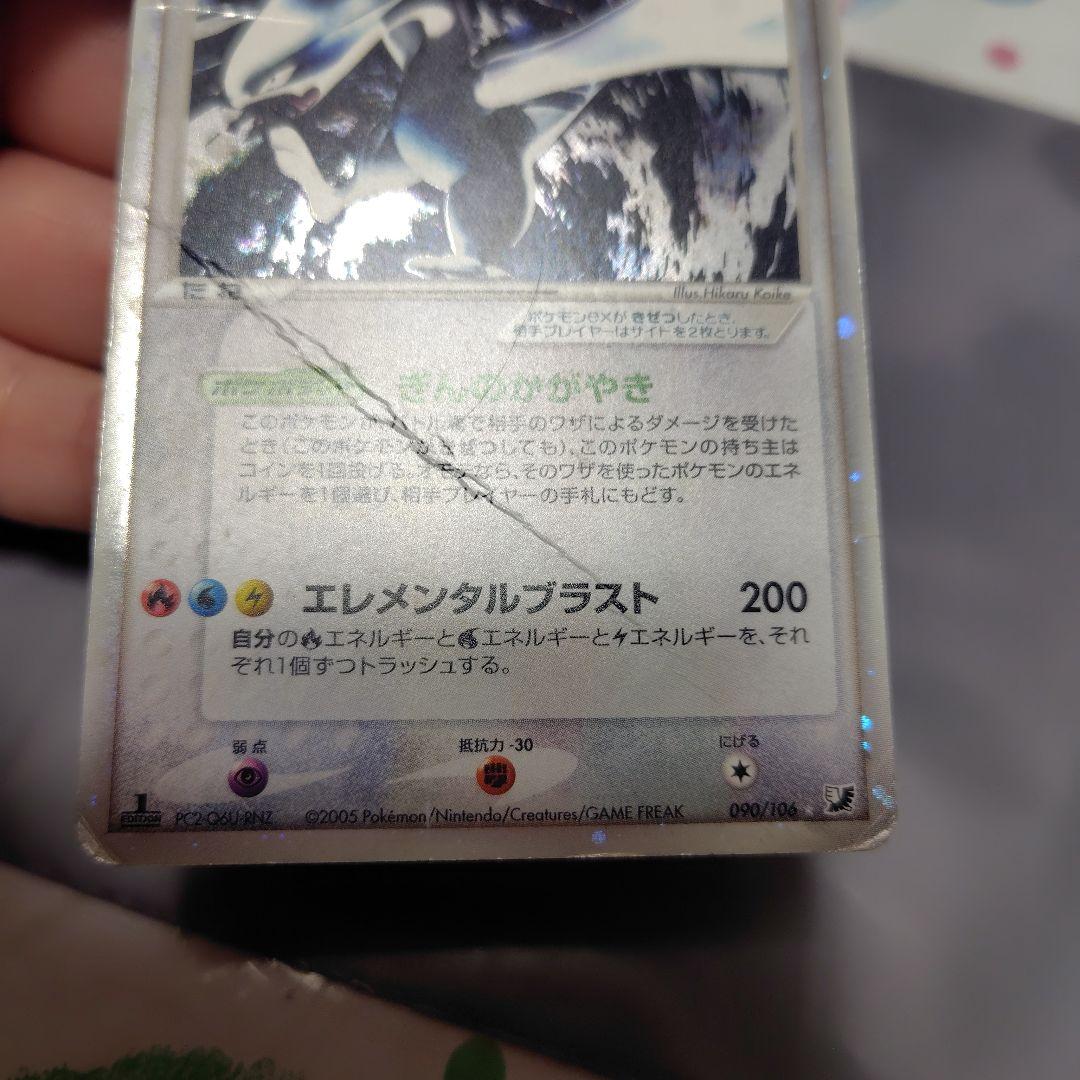 Illus.Hikaru Koike
ポケモンexが きぜつしたとき、
相手プレイヤーはサイドを2枚とります。
ポケボディー ぎんのかがやき
このポケモンがバトル場で相手のワザによるダメージを受けた
とき（このポケモンがきぜつしても）、このポケモンの持ち主は
コインを1回投げる。オモテなら、そのワザを使ったポケモンのエネ
ルギーを1個選び、相手プレイヤーの手札にもどす。
エレメンタルブラスト 200
自分のエネルギーとエネルギーとエネルギーを、それ
ぞれ1個ずつトラッシュする。
弱点 抵抗力 -30 にげる
1 EDITION PC2-Q6U-RNZ ©2005 Pokémon/Nintendo/Creatures/GAME FREAK 090/106